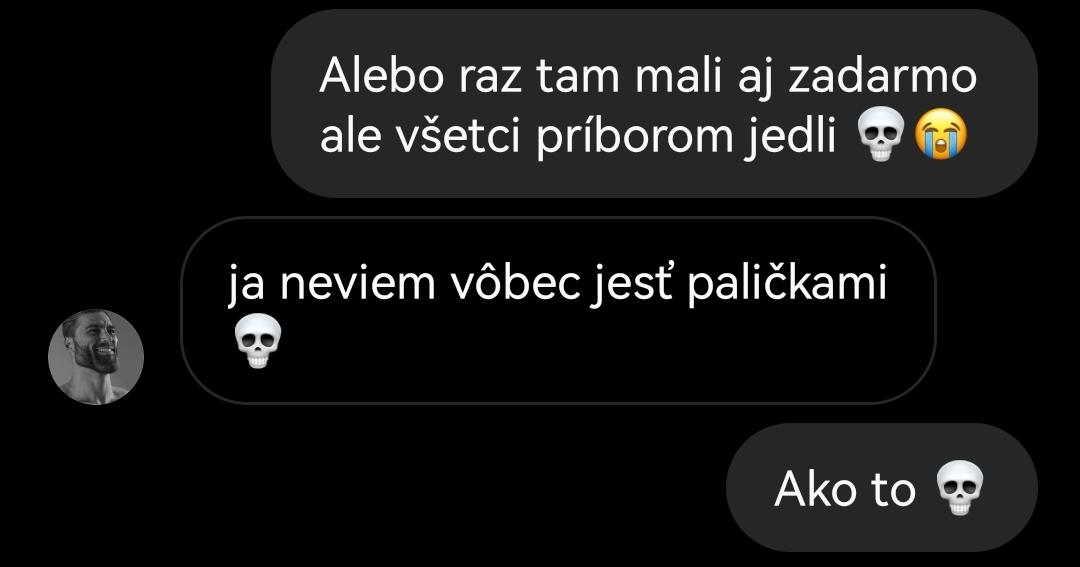 Alebo raz tam mali aj zadarmo
ale všetci príborom jedli 💀😭
ja neviem vôbec jesť paličkami
💀
Ako to 💀